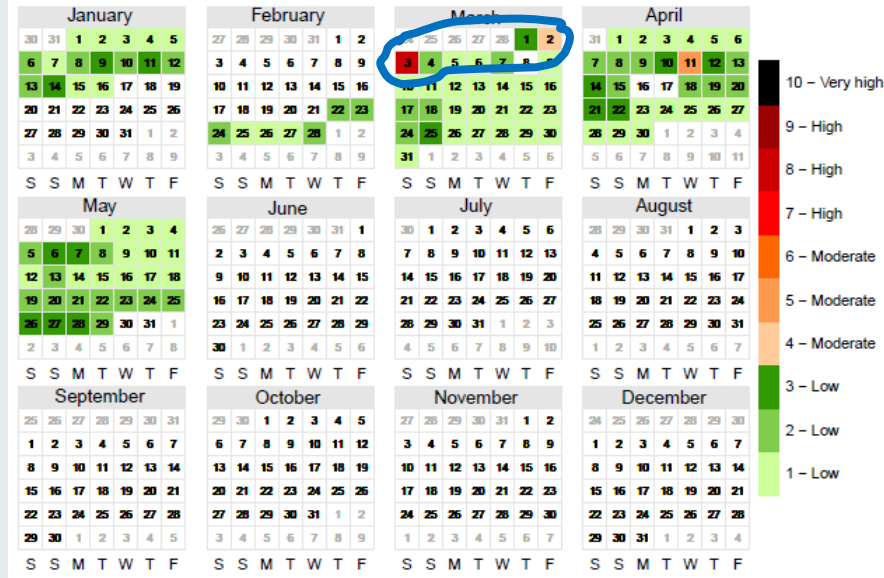 January
30 31 1 2 3 4 5
6 7 8 9 10 11 12
13 14 15 16 17 18 19
20 21 22 23 24 25 26
27 28 29 30 31 1 2
3 4 5 6 7 8 9
S S M T W T F
February
27 28 29 30 31 1 2
3 4 5 6 7 8 9
10 11 12 13 14 15 16
17 18 19 20 21 22 23
24 25 26 27 28 1 2
3 4 5 6 7 8 9
S S M T W T F
March
25 26 27 28 1 2
3 4 5 6 7 8
11 12 13 14 15 16
17 18 19 20 21 22 23
24 25 26 27 28 29 30
31 1 2 3 4 5 6
S S M T W T F
April
31 1 2 3 4 5 6
7 8 9 10 11 12 13
14 15 16 17 18 19 20
21 22 23 24 25 26 27
28 29 30 1 2 3 4
5 6 7 8 9 10 11
S S M T W T F
May
28 29 30 1 2 3 4
5 6 7 8 9 10 11
12 13 14 15 16 17 18
19 20 21 22 23 24 25
26 27 28 29 30 31 1
2 3 4 5 6 7 8
S S M T W T F
June
26 27 28 29 30 31 1
2 3 4 5 6 7 8
9 10 11 12 13 14 15
16 17 18 19 20 21 22
23 24 25 26 27 28 29
30 1 2 3 4 5 6
S S M T W T F
July
30 1 2 3 4 5 6
7 8 9 10 11 12 13
14 15 16 17 18 19 20
21 22 23 24 25 26 27
28 29 30 31 1 2 3
4 5 6 7 8 9 10
S S M T W T F
August
28 29 30 31 1 2 3
4 5 6 7 8 9 10
11 12 13 14 15 16 17
18 19 20 21 22 23 24
25 26 27 28 29 30 31
1 2 3 4 5 6 7
S S M T W T F
September
25 26 27 28 29 30 31
1 2 3 4 5 6 7
8 9 10 11 12 13 14
15 16 17 18 19 20 21
22 23 24 25 26 27 28
29 30 1 2 3 4 5
S S M T W T F
October
29 30 1 2 3 4 5
6 7 8 9 10 11 12
13 14 15 16 17 18 19
20 21 22 23 24 25 26
27 28 29 30 31 1 2
3 4 5 6 7 8 9
S S M T W T F
November
27 28 29 30 31 1 2
3 4 5 6 7 8 9
10 11 12 13 14 15 16
17 18 19 20 21 22 23
24 25 26 27 28 29 30
1 2 3 4 5 6 7
S S M T W T F
December
24 25 26 27 28 29 30
1 2 3 4 5 6 7
8 9 10 11 12 13 14
15 16 17 18 19 20 21
22 23 24 25 26 27 28
29 30 31 1 2 3 4
S S M T W T F
10 – Very high
9 – High
8 – High
7 – High
6 – Moderate
5 – Moderate
4 – Moderate
3 – Low
2 – Low
1 – Low